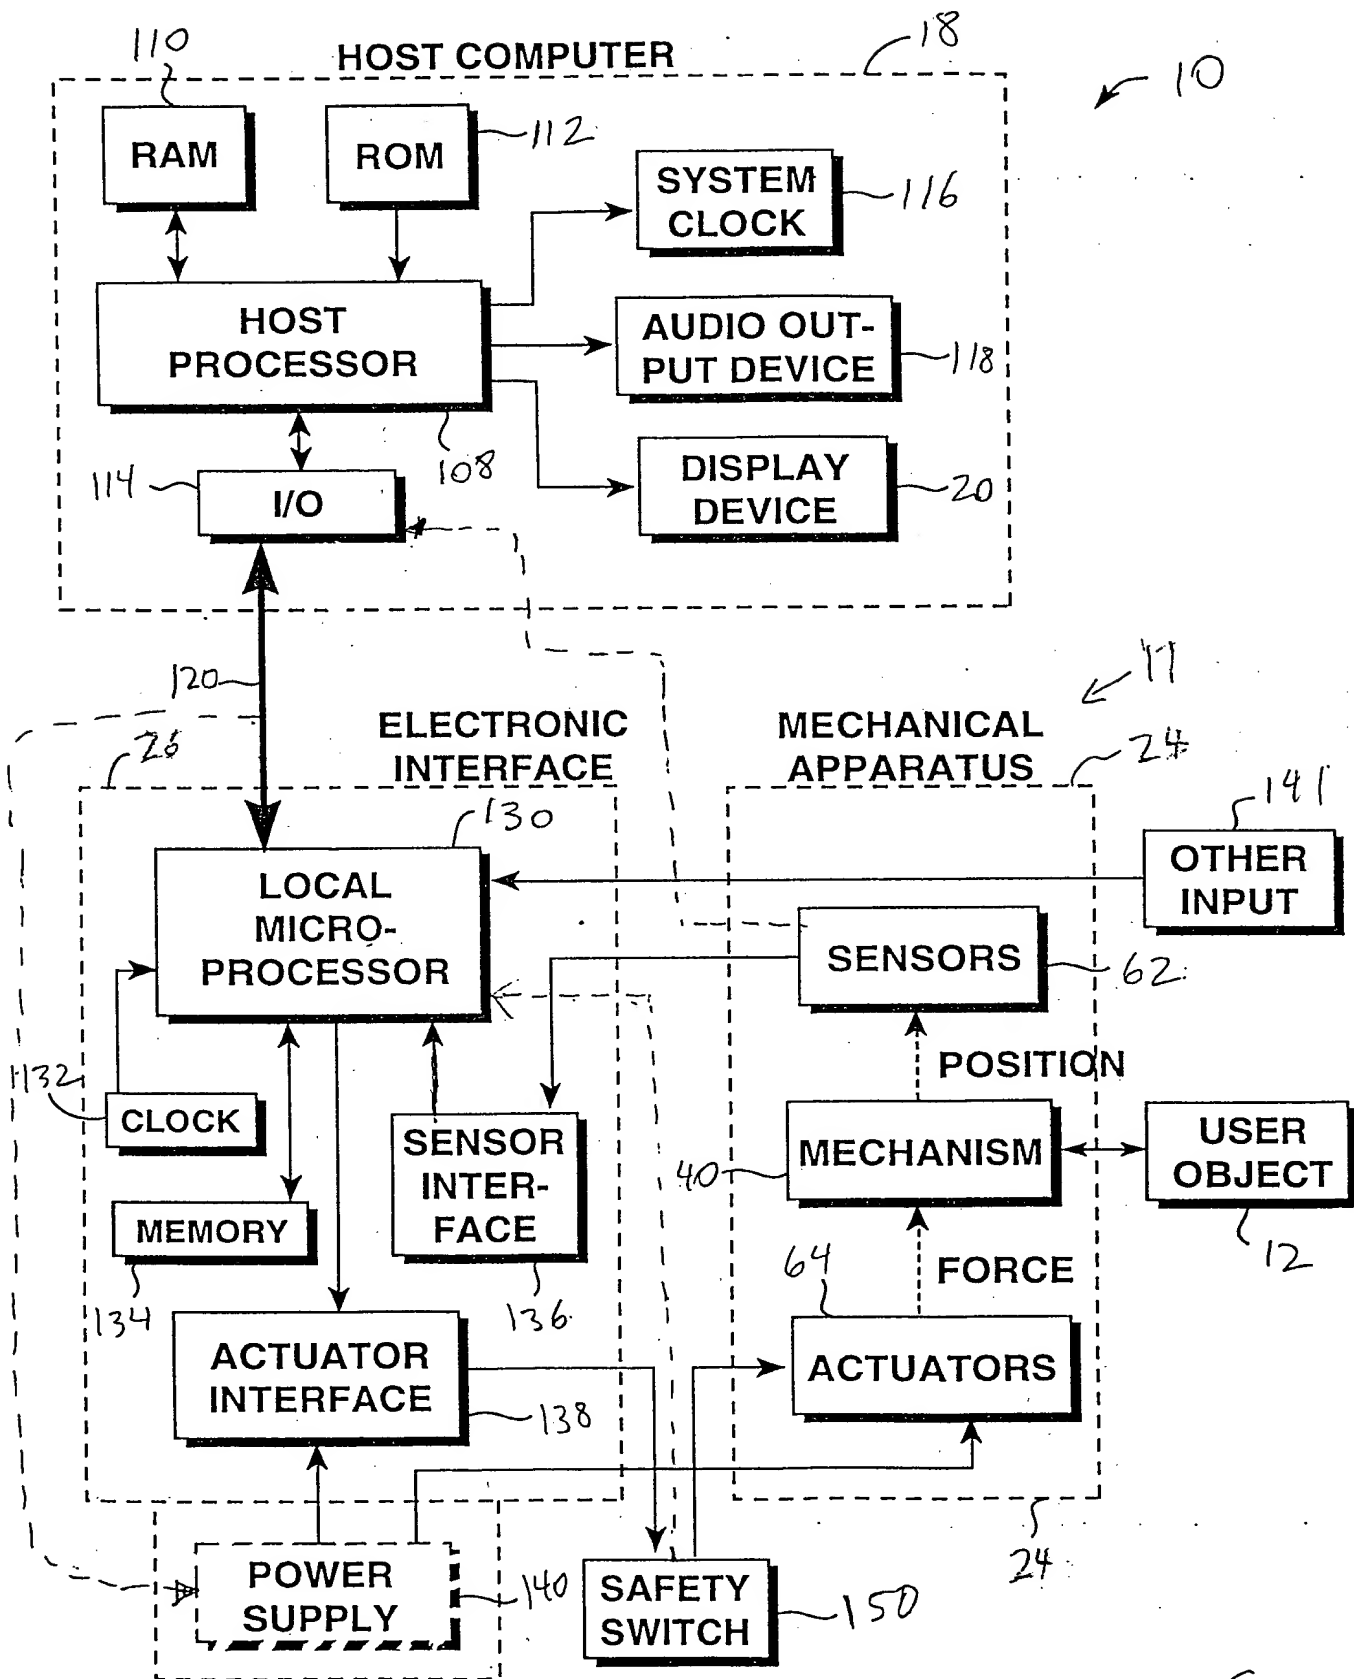 110
HOST COMPUTER
18
10
RAM
ROM
112
SYSTEM
CLOCK
116
HOST
PROCESSOR
AUDIO OUT-
PUT DEVICE
118
108
114
I/O
DISPLAY
DEVICE
20
120
11
26
ELECTRONIC
INTERFACE
MECHANICAL
APPARATUS
24
141
130
OTHER
INPUT
LOCAL
MICRO-
PROCESSOR
SENSORS
62
POSITION
132
CLOCK
SENSOR
INTER-
FACE
MECHANISM
40
USER
OBJECT
12
MEMORY
134
136
64
FORCE
ACTUATOR
INTERFACE
138
ACTUATORS
24
POWER
SUPPLY
140
SAFETY
SWITCH
150